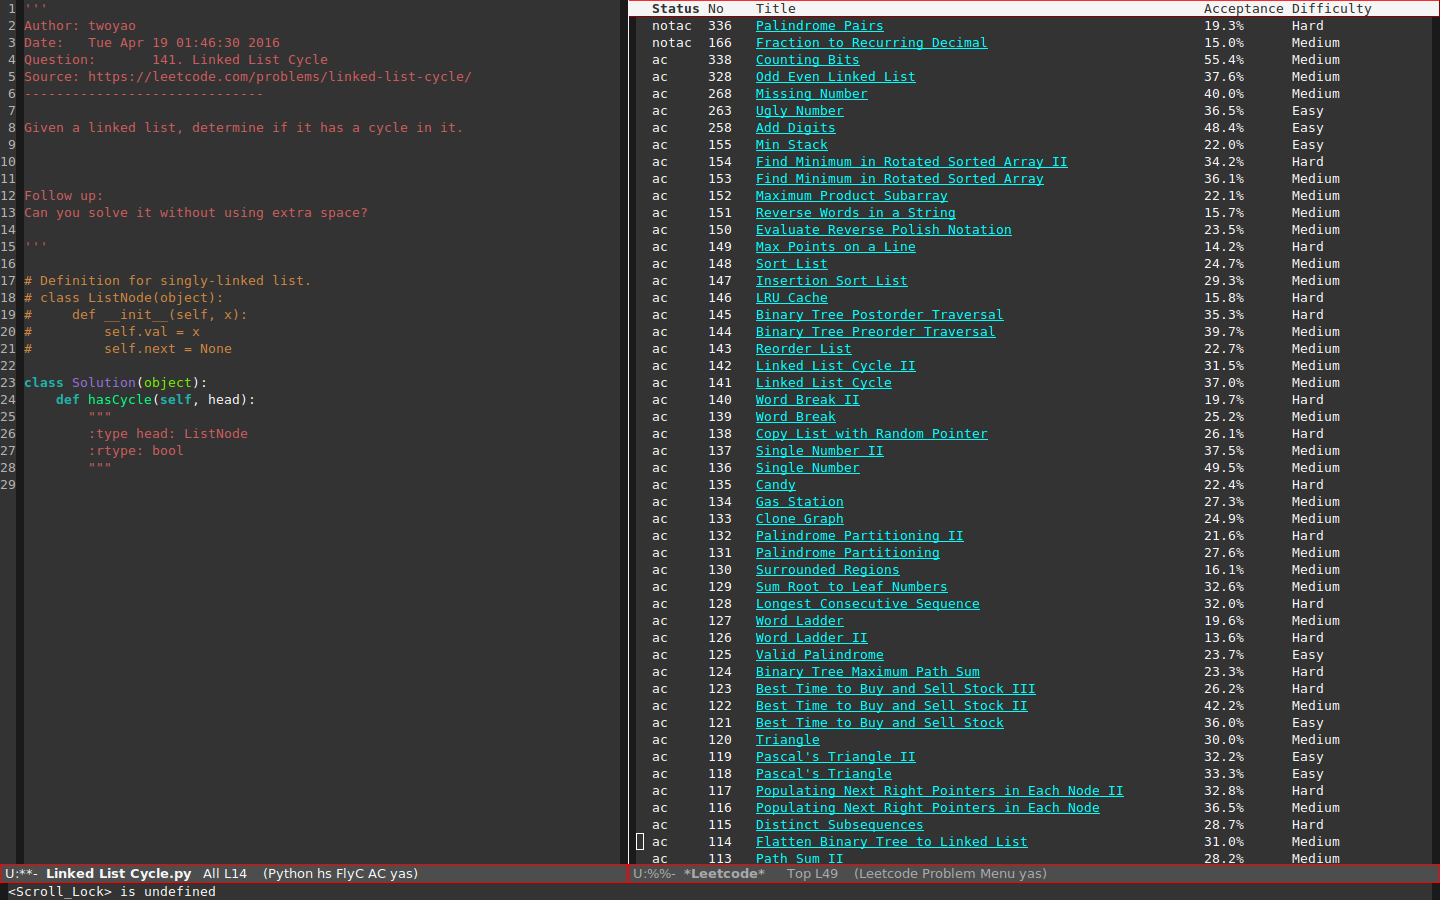 1 '''
2 Author: twoyao
3 Date:   Tue Apr 19 01:46:30 2016
4 Question:       141. Linked List Cycle
5 Source: https://leetcode.com/problems/linked-list-cycle/
6 ------------------------------
7
8 Given a linked list, determine if it has a cycle in it.
9
10
11
12 Follow up:
13 Can you solve it without using extra space?
14
15 '''
16
17 # Definition for singly-linked list.
18 # class ListNode(object):
19 #     def __init__(self, x):
20 #         self.val = x
21 #         self.next = None
22
23 class Solution(object):
24     def hasCycle(self, head):
25         """
26         :type head: ListNode
27         :rtype: bool
28         """
29
U:**-  Linked List Cycle.py   All L14    (Python hs FlyC AC yas)
Status No   Title   Acceptance Difficulty
notac 336 Palindrome Pairs 19.3% Hard
notac 166 Fraction to Recurring Decimal 15.0% Medium
ac 338 Counting Bits 55.4% Medium
ac 328 Odd Even Linked List 37.6% Medium
ac 268 Missing Number 40.0% Medium
ac 263 Ugly Number 36.5% Easy
ac 258 Add Digits 48.4% Easy
ac 155 Min Stack 22.0% Easy
ac 154 Find Minimum in Rotated Sorted Array II 34.2% Hard
ac 153 Find Minimum in Rotated Sorted Array 36.1% Medium
ac 152 Maximum Product Subarray 22.1% Medium
ac 151 Reverse Words in a String 15.7% Medium
ac 150 Evaluate Reverse Polish Notation 23.5% Medium
ac 149 Max Points on a Line 14.2% Hard
ac 148 Sort List 24.7% Medium
ac 147 Insertion Sort List 29.3% Medium
ac 146 LRU Cache 15.8% Hard
ac 145 Binary Tree Postorder Traversal 35.3% Hard
ac 144 Binary Tree Preorder Traversal 39.7% Medium
ac 143 Reorder List 22.7% Medium
ac 142 Linked List Cycle II 31.5% Medium
ac 141 Linked List Cycle 37.0% Medium
ac 140 Word Break II 19.7% Hard
ac 139 Word Break 25.2% Medium
ac 138 Copy List with Random Pointer 26.1% Hard
ac 137 Single Number II 37.5% Medium
ac 136 Single Number 49.5% Medium
ac 135 Candy 22.4% Hard
ac 134 Gas Station 27.3% Medium
ac 133 Clone Graph 24.9% Medium
ac 132 Palindrome Partitioning II 21.6% Hard
ac 131 Palindrome Partitioning 27.6% Medium
ac 130 Surrounded Regions 16.1% Medium
ac 129 Sum Root to Leaf Numbers 32.6% Medium
ac 128 Longest Consecutive Sequence 32.0% Hard
ac 127 Word Ladder 19.6% Medium
ac 126 Word Ladder II 13.6% Hard
ac 125 Valid Palindrome 23.7% Easy
ac 124 Binary Tree Maximum Path Sum 23.3% Hard
ac 123 Best Time to Buy and Sell Stock III 26.2% Hard
ac 122 Best Time to Buy and Sell Stock II 42.2% Medium
ac 121 Best Time to Buy and Sell Stock 36.0% Easy
ac 120 Triangle 30.0% Medium
ac 119 Pascal's Triangle II 32.2% Easy
ac 118 Pascal's Triangle 33.3% Easy
ac 117 Populating Next Right Pointers in Each Node II 32.8% Hard
ac 116 Populating Next Right Pointers in Each Node 36.5% Medium
ac 115 Distinct Subsequences 28.7% Hard
ac 114 Flatten Binary Tree to Linked List 31.0% Medium
ac 113 Path Sum II 28.2% Medium
U:%%-  *Leetcode*     Top L49    (Leetcode Problem Menu yas)
<Scroll_Lock> is undefined